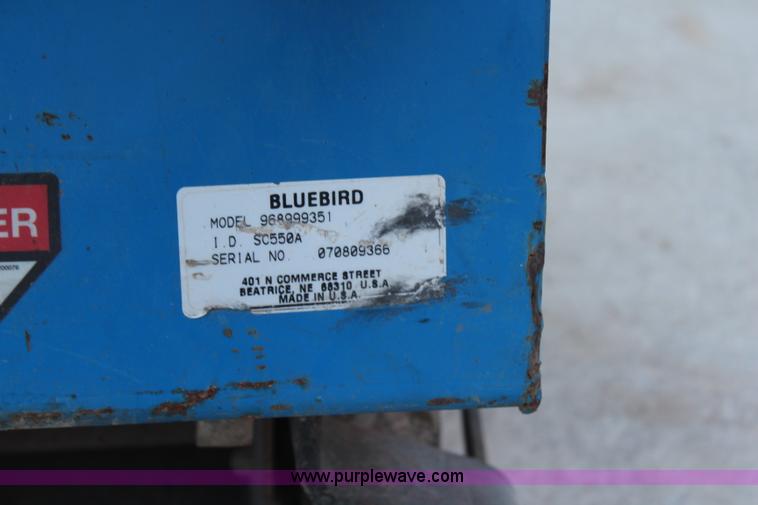 BLUEBIRD
MODEL 968999351
I.D. SC550A
SERIAL NO. 070809366
401 N COMMERCE STREET
BEATRICE, NE 68310 U.S.A
MADE IN U.S.A.
ER
www.purplewave.com